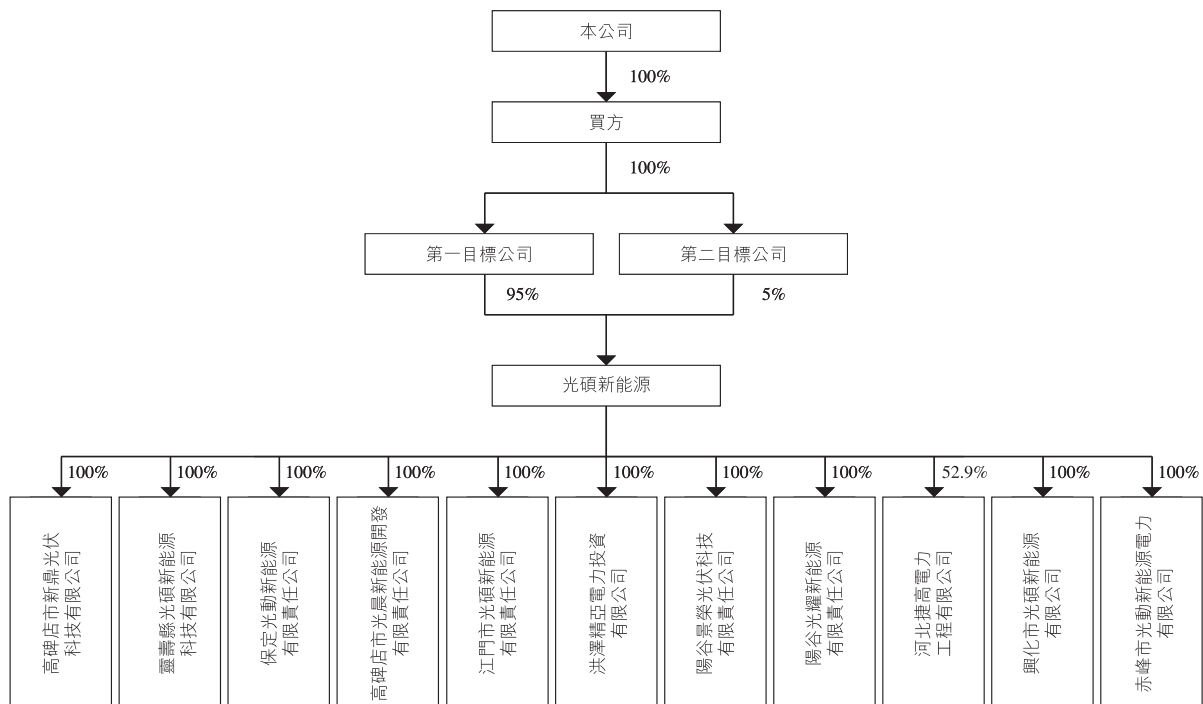 本公司
100%
買方
100%
第一目標公司
第二目標公司
95%
5%
光碩新能源
100%
100%
100%
100%
100%
100%
100%
100%
52.9%
100%
100%
高碑店市新鼎光伏
科技有限公司
靈壽縣光碩新能源
科技有限公司
保定光動新能源
有限責任公司
高碑店市光晨新能源開發
有限責任公司
江門市光碩新能源
有限責任公司
洪澤精亞電力投資
有限公司
陽谷景榮光伏科技
有限責任公司
陽谷光耀新能源
有限責任公司
河北捷高電力
工程有限公司
興化市光碩新能源
有限公司
赤峰市光動新能源電力
有限公司